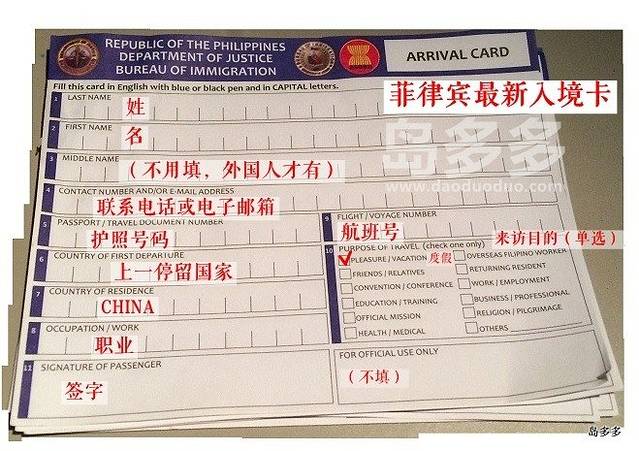 REPUBLIC OF THE PHILIPPINES
DEPARTMENT OF JUSTICE
BUREAU OF IMMIGRATION
ARRIVAL CARD
Fill this card in English with blue or black pen and in CAPITAL letters.
菲律宾最新入境卡
1 LAST NAME
姓
2 FIRST NAME
名
3 MIDDLE NAME
(不用填,外国人才有)
岛多多
www.daoduoduo.com
4 CONTACT NUMBER AND/OR E-MAIL ADDRESS
联系电话或电子邮箱
5 PASSPORT / TRAVEL DOCUMENT NUMBER
护照号码
6 COUNTRY OF FIRST DEPARTURE
上一停留国家
7 COUNTRY OF RESIDENCE
CHINA
8 OCCUPATION / WORK
职业
9 FLIGHT / VOYAGE NUMBER
航班号
来访目的(单选)
10 PURPOSE OF TRAVEL (check one only)
PLEASURE / VACATION 度假
OVERSEAS FILIPINO WORKER
FRIENDS / RELATIVES
RETURNING RESIDENT
CONVENTION / CONFERENCE
WORK / EMPLOYMENT
EDUCATION / TRAINING
BUSINESS / PROFESSIONAL
OFFICIAL MISSION
RELIGION / PILGRIMAGE
HEALTH / MEDICAL
OTHERS
11 SIGNATURE OF PASSENGER
签字
FOR OFFICIAL USE ONLY
(不填)
岛多多